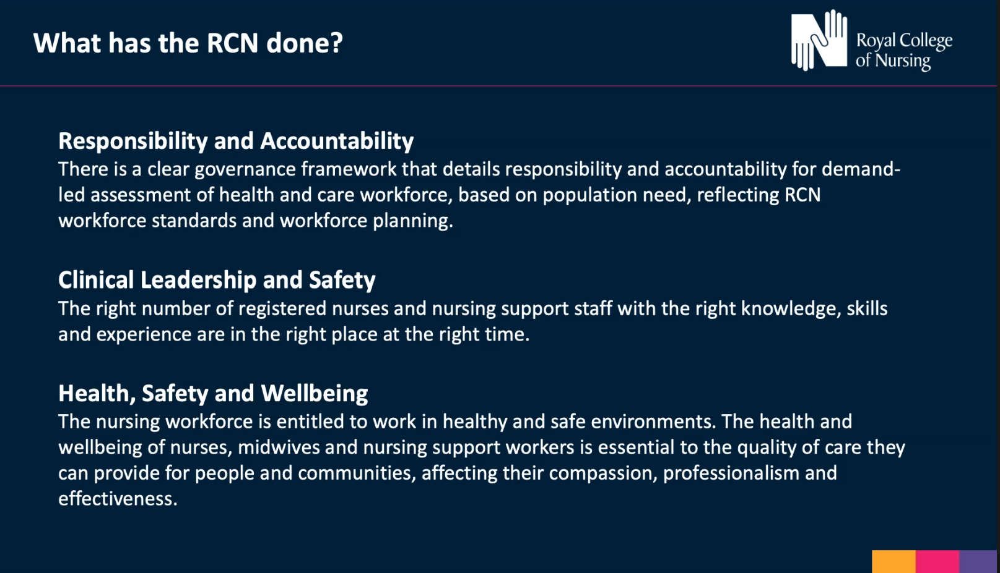 What has the RCN done?
Royal College
of Nursing
Responsibility and Accountability
There is a clear governance framework that details responsibility and accountability for demand-
led assessment of health and care workforce, based on population need, reflecting RCN
workforce standards and workforce planning.
Clinical Leadership and Safety
The right number of registered nurses and nursing support staff with the right knowledge, skills
and experience are in the right place at the right time.
Health, Safety and Wellbeing
The nursing workforce is entitled to work in healthy and safe environments. The health and
wellbeing of nurses, midwives and nursing support workers is essential to the quality of care they
can provide for people and communities, affecting their compassion, professionalism and
effectiveness.